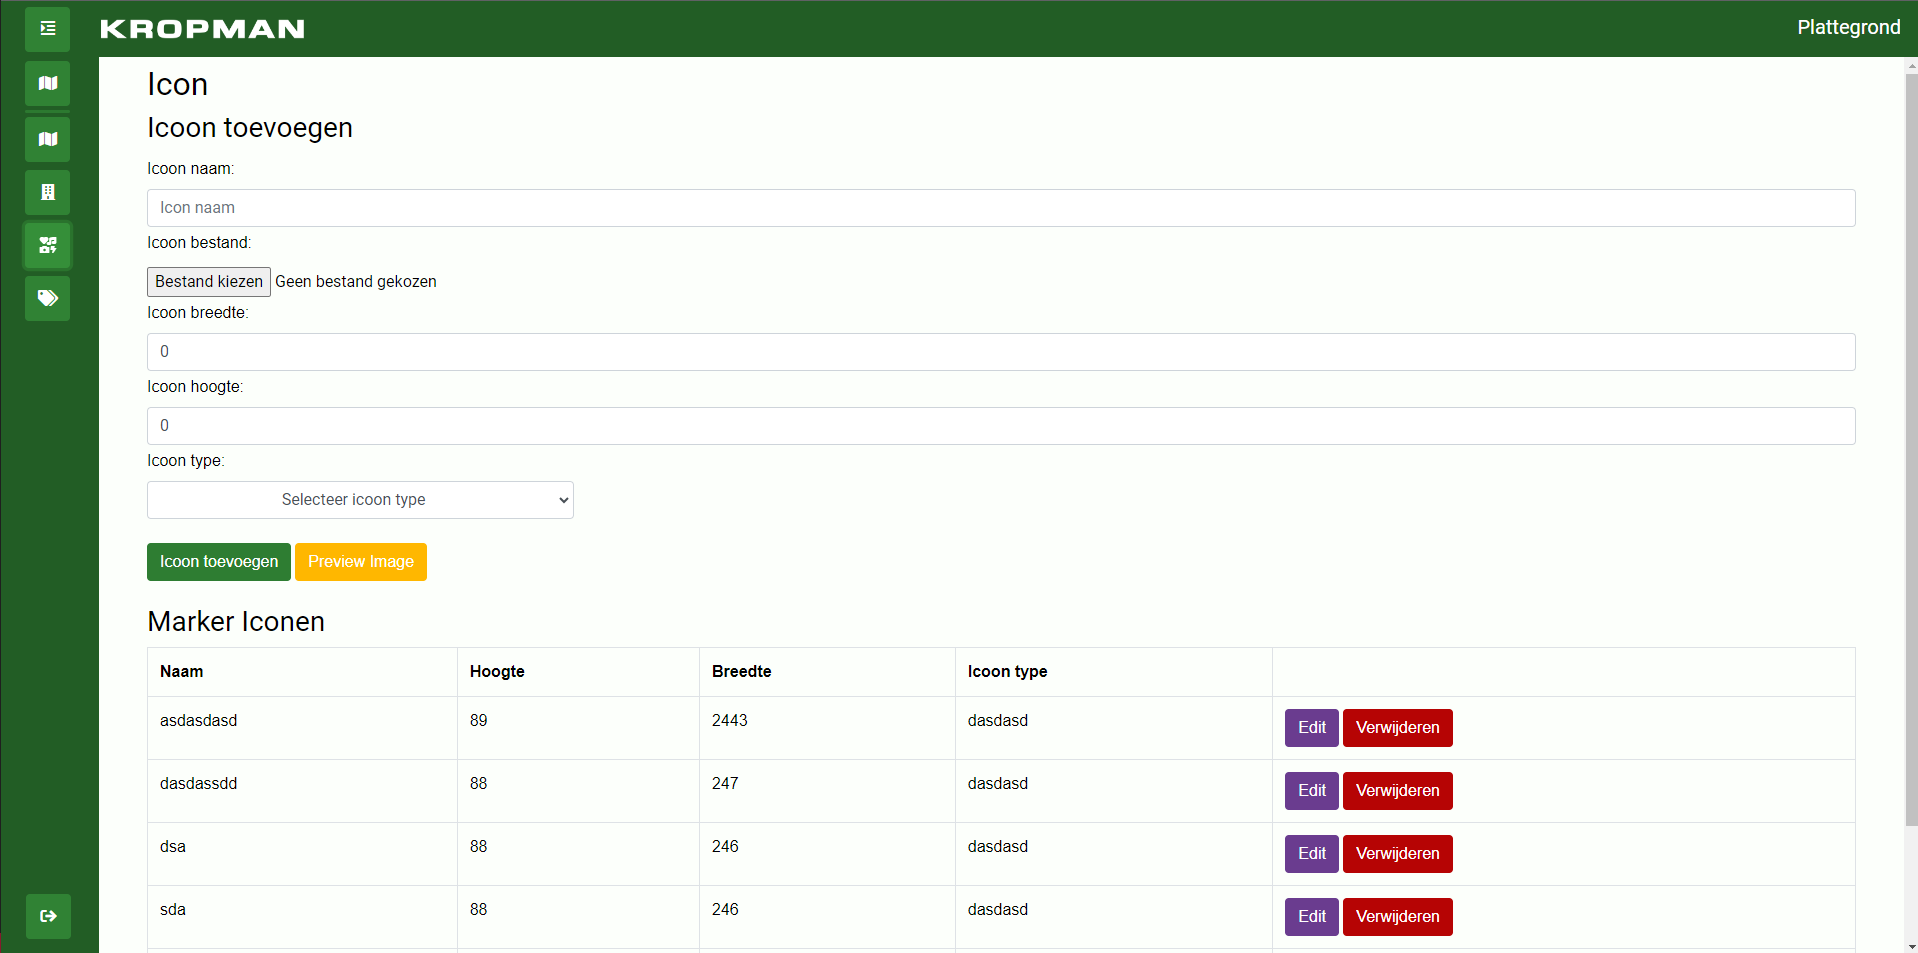 KROPMAN
Plattegrond
Icon
Icoon toevoegen
Icoon naam:
Icon naam
Icoon bestand:
Bestand kiezen Geen bestand gekozen
Icoon breedte:
0
Icoon hoogte:
0
Icoon type:
Selecteer icoon type
Icoon toevoegen Preview Image
Marker Iconen
Naam Hoogte Breedte Icoon type
asdasdasd 89 2443 dasdasd Edit Verwijderen
dasdassdd 88 247 dasdasd Edit Verwijderen
dsa 88 246 dasdasd Edit Verwijderen
sda 88 246 dasdasd Edit Verwijderen